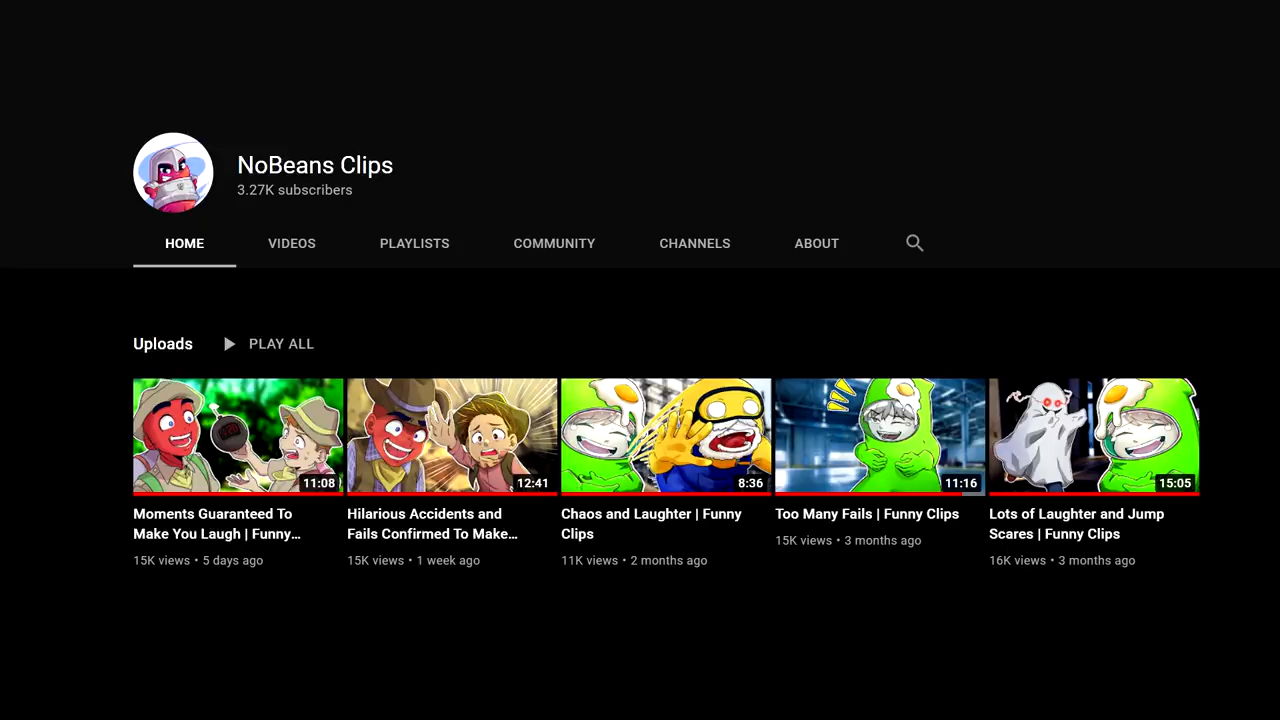 NoBeans Clips
3.27K subscribers
HOME VIDEOS PLAYLISTS COMMUNITY CHANNELS ABOUT
Uploads PLAY ALL
11:08 12:41 8:36 11:16 15:05
Moments Guaranteed To
Make You Laugh | Funny…
15K views • 5 days ago
Hilarious Accidents and
Fails Confirmed To Make…
15K views • 1 week ago
Chaos and Laughter | Funny
Clips
11K views • 2 months ago
Too Many Fails | Funny Clips
15K views • 3 months ago
Lots of Laughter and Jump
Scares | Funny Clips
16K views • 3 months ago